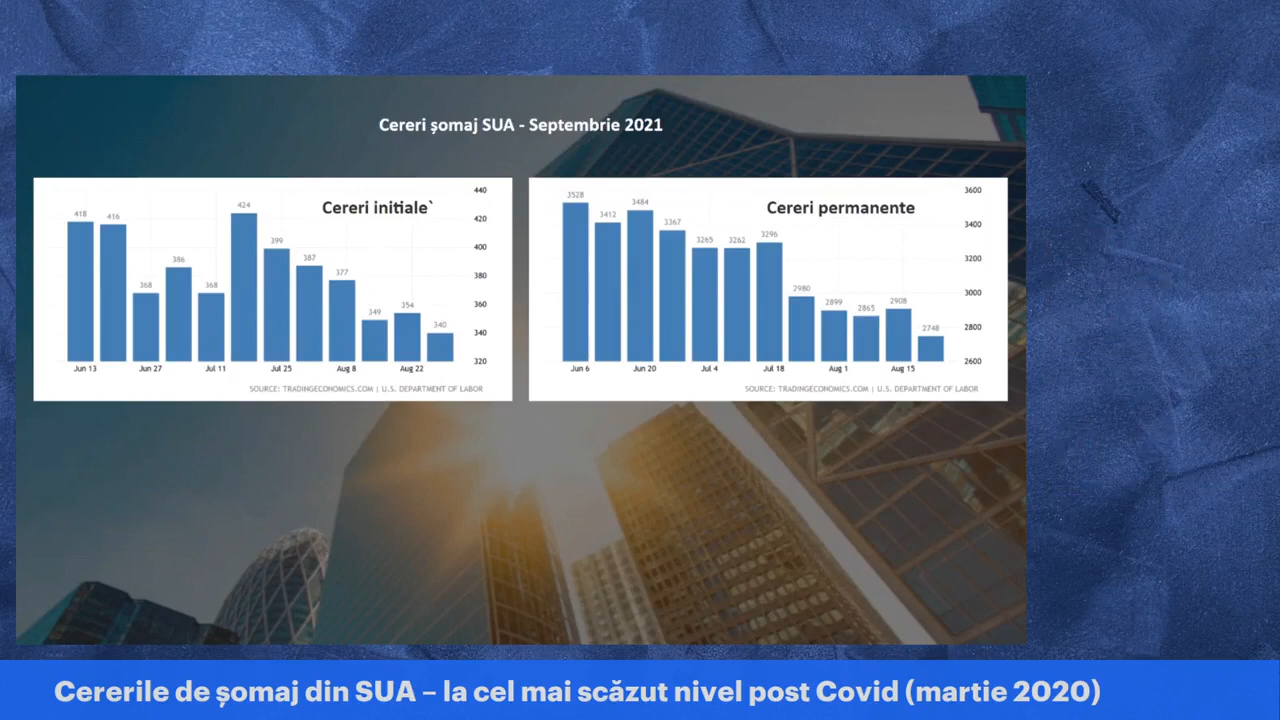 Cereri șomaj SUA - Septembrie 2021
Cereri inițiale`
440
420
400
380
360
340
320
418
416
368
386
368
424
399
387
377
349
354
340
Jun 13
Jun 27
Jul 11
Jul 25
Aug 8
Aug 22
SOURCE: TRADINGECONOMICS.COM | U.S. DEPARTMENT OF LABOR
Cereri permanente
3600
3400
3200
3000
2800
2600
3528
3412
3484
3367
3265
3262
3296
2980
2899
2865
2908
2748
Jun 6
Jun 20
Jul 4
Jul 18
Aug 1
Aug 15
SOURCE: TRADINGECONOMICS.COM | U.S. DEPARTMENT OF LABOR
Cererile de șomaj din SUA – la cel mai scăzut nivel post Covid (martie 2020)